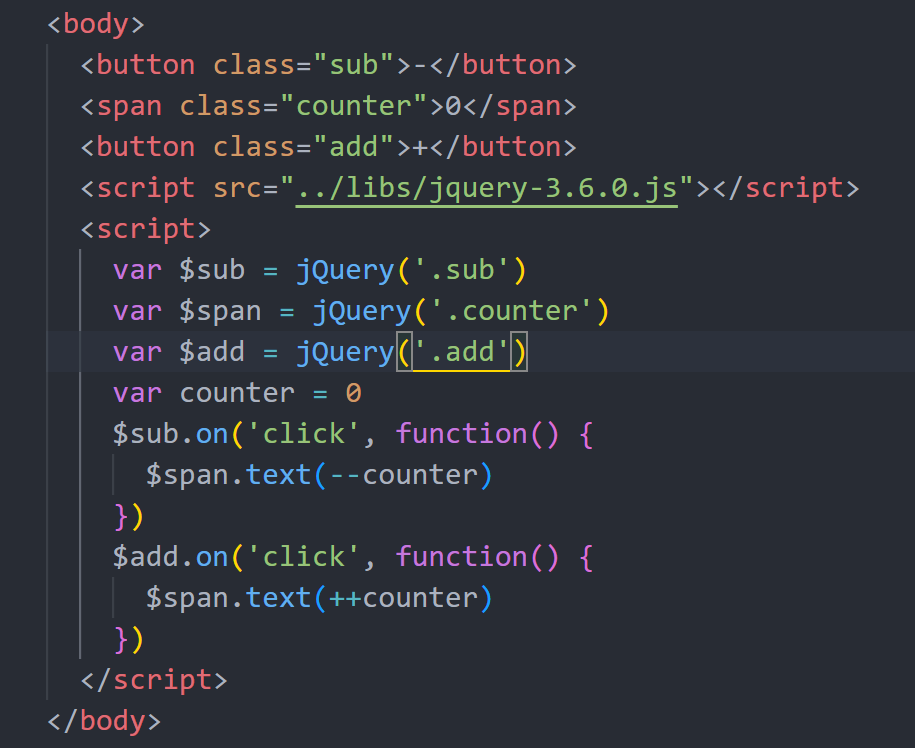 <body>
<button class="sub">-</button>
<span class="counter">0</span>
<button class="add">+</button>
<script src="../libs/jquery-3.6.0.js"></script>
<script>
var $sub = jQuery('.sub')
var $span = jQuery('.counter')
var $add = jQuery('.add')
var counter = 0
$sub.on('click', function() {
$span.text(--counter)
})
$add.on('click', function() {
$span.text(++counter)
})
</script>
</body>